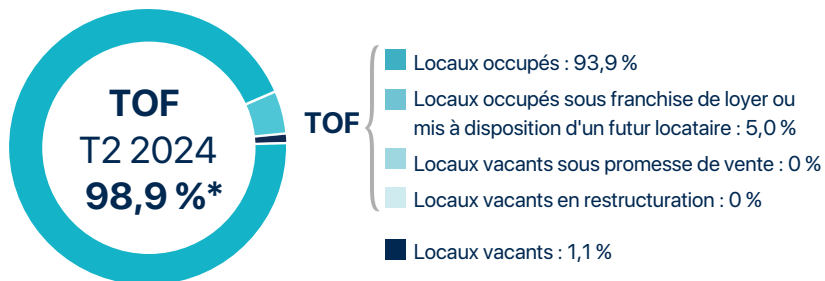 TOF
T2 2024
98,9 %*
TOF
Locaux occupés : 93,9 %
Locaux occupés sous franchise de loyer ou
mis à disposition d'un futur locataire : 5,0 %
Locaux vacants sous promesse de vente : 0 %
Locaux vacants en restructuration : 0 %
Locaux vacants : 1,1 %